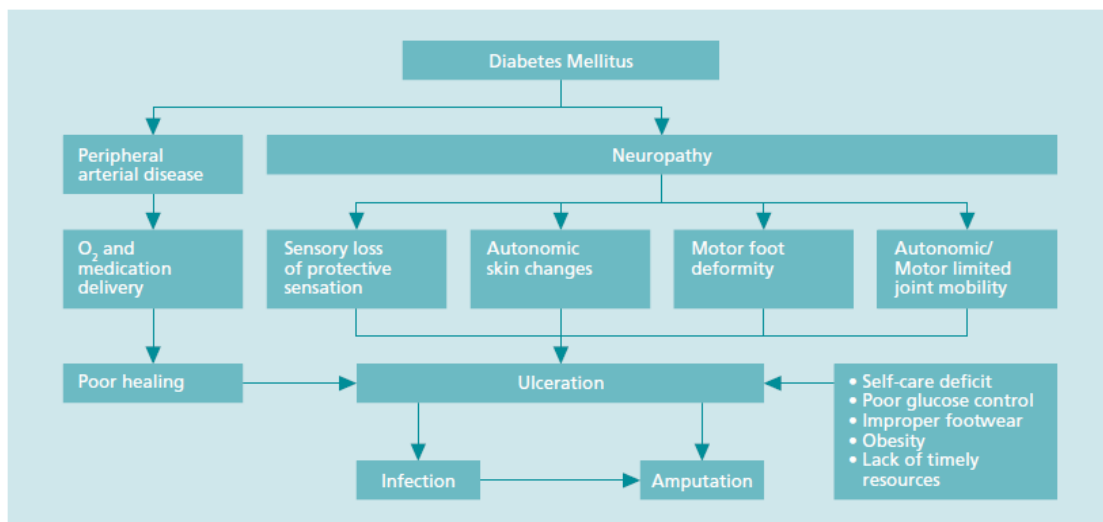 Diabetes Mellitus
Peripheral
arterial disease
Neuropathy
O₂ and
medication
delivery
Sensory loss
of protective
sensation
Autonomic
skin changes
Motor foot
deformity
Autonomic/
Motor limited
joint mobility
Poor healing
Ulceration
• Self-care deficit
• Poor glucose control
• Improper footwear
• Obesity
• Lack of timely
resources
Infection
Amputation